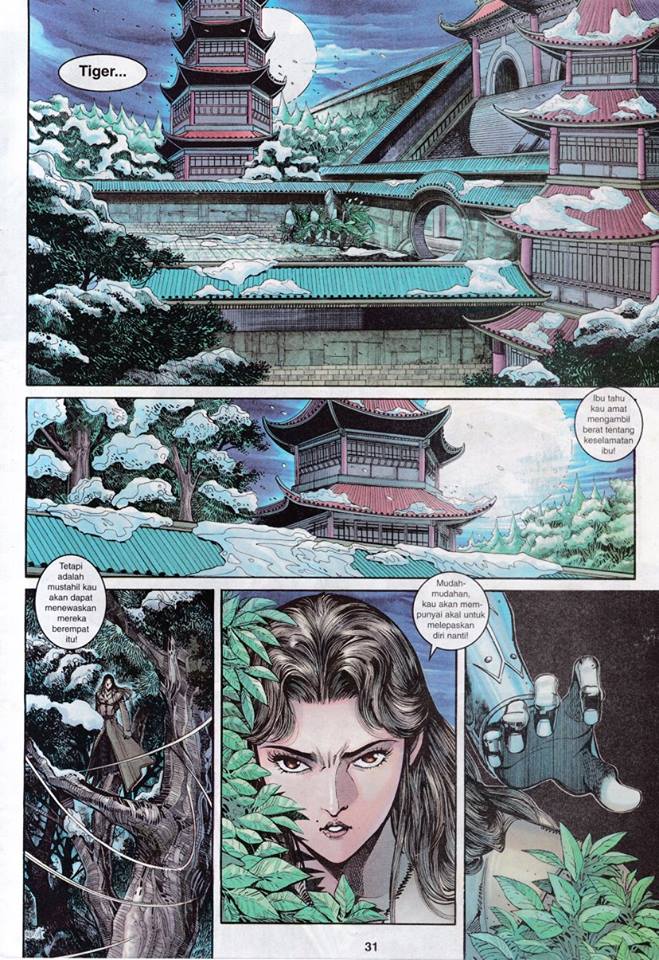 Tiger...
Ibu tahu
kau amat
mengambil
berat tentang
keselamatan
ibu!
Tetapi
adalah
mustahil kau
akan dapat
menewaskan
mereka
berempat
itu!
Mudah-
mudahan,
kau akan mem-
punyai akal untuk
melepaskan
diri nanti!
31